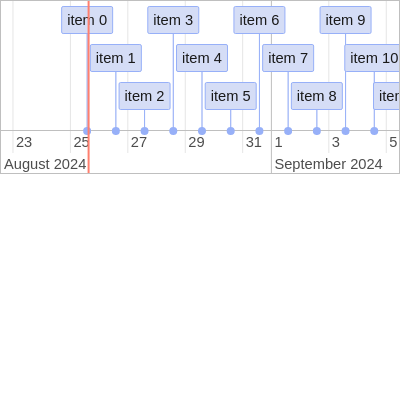 item 0 item 3 item 6 item 9
item 1 item 4 item 7 item 10
item 2 item 5 item 8
23 25 27 29 31 1 3 5
August 2024 September 2024